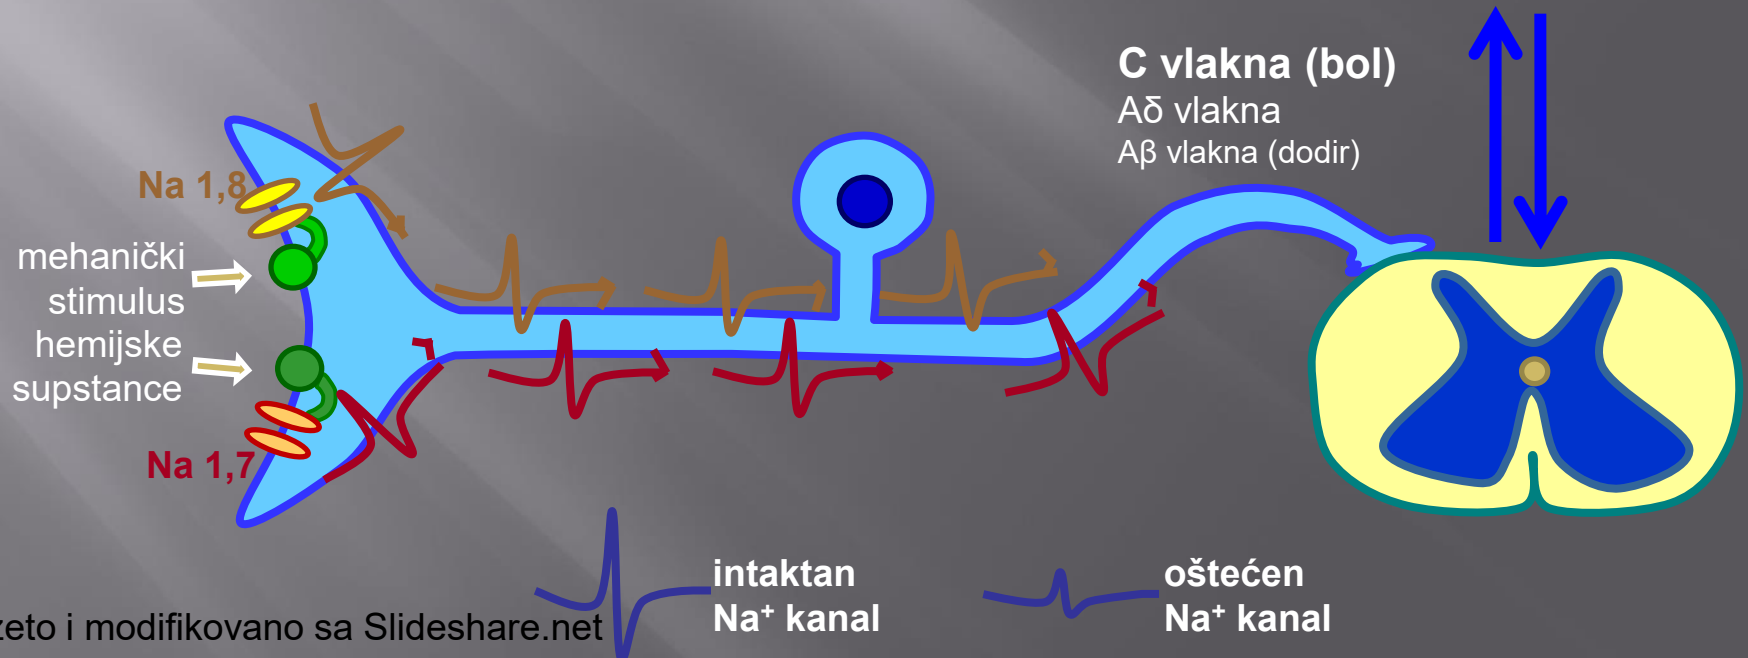 C vlakna (bol)
Aδ vlakna
Aβ vlakna (dodir)
Na 1,8
mehanički
stimulus
hemijske
supstance
Na 1,7
intaktan
Na⁺ kanal
oštećen
Na⁺ kanal
zeto i modifikovano sa Slideshare.net